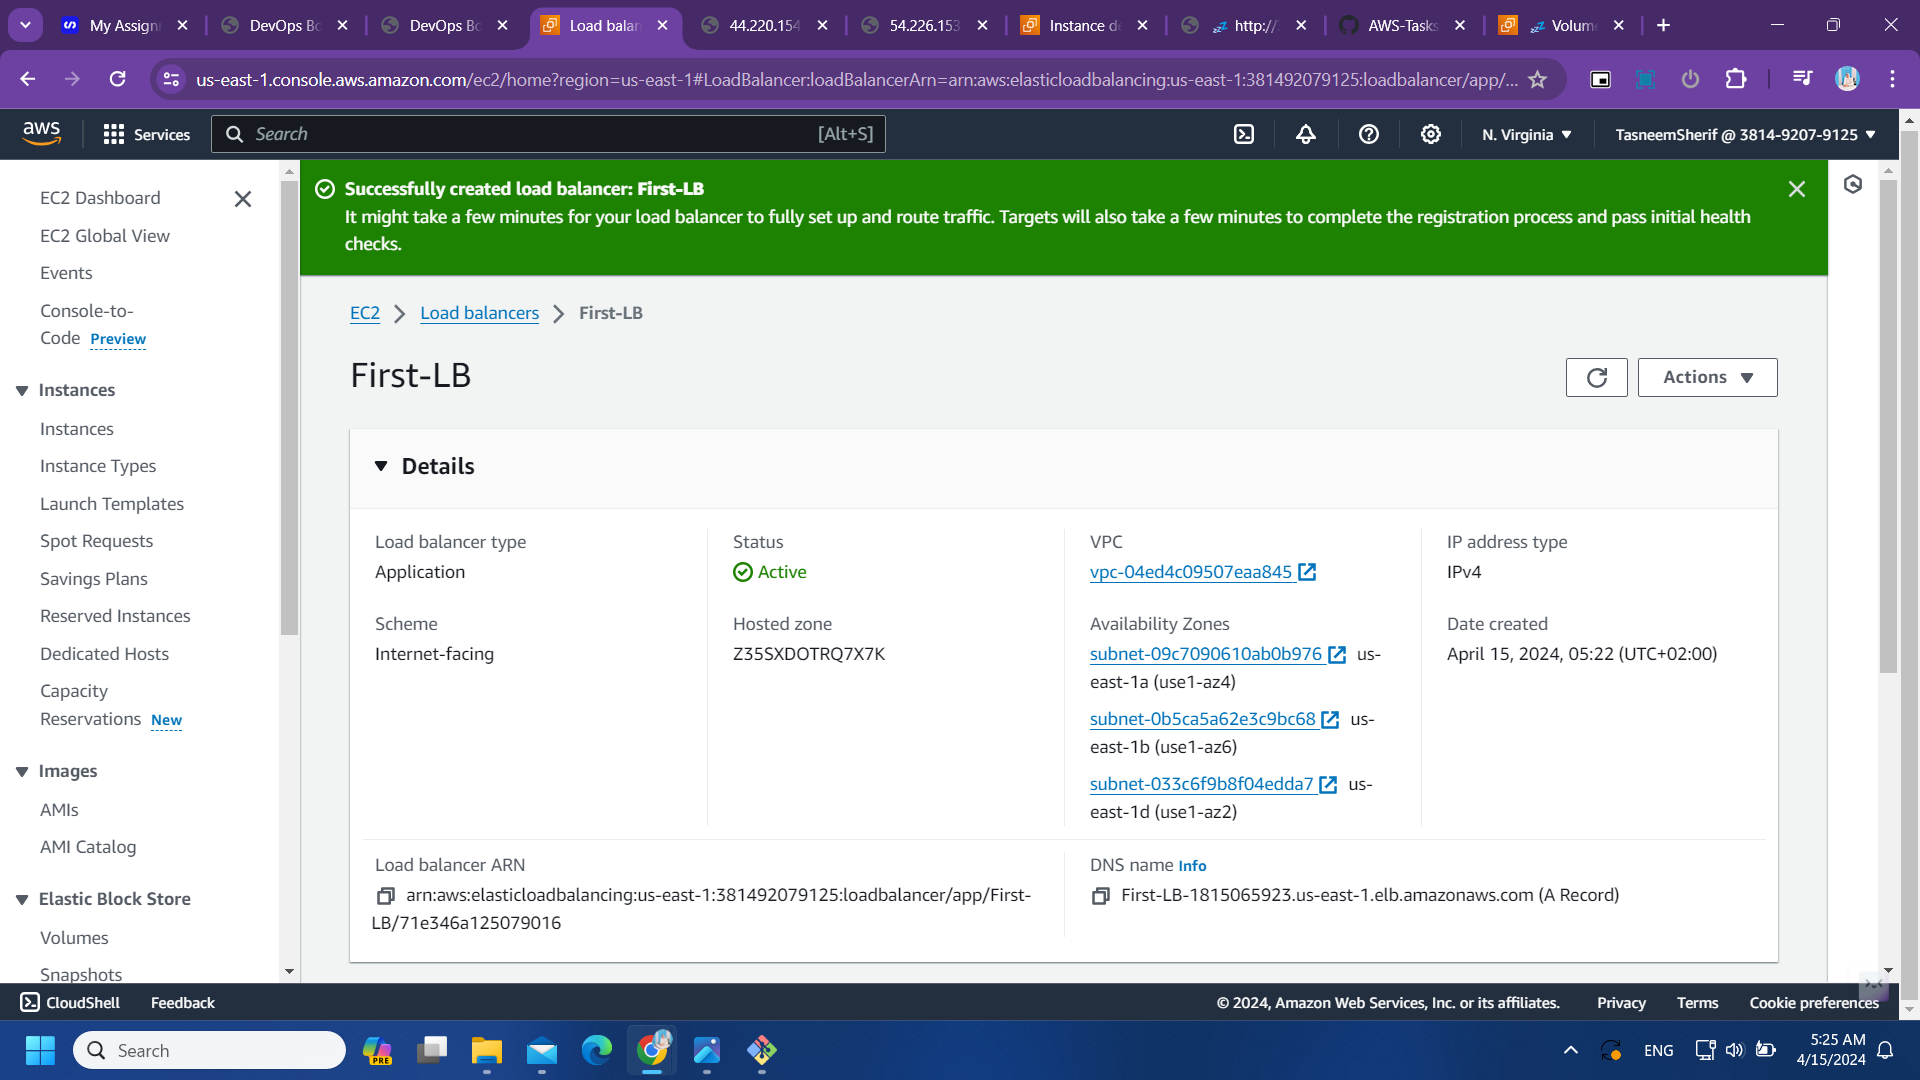 My Assignn
DevOps Bo
DevOps Bo
Load balan
44.220.154
54.226.153
Instance de
http://
AWS-Tasks
Volum
us-east-1.console.aws.amazon.com/ec2/home?region=us-east-1#LoadBalancer:loadBalancerArn=arn:aws:elasticloadbalancing:us-east-1:381492079125:loadbalancer/app/...
aws
Services
Search
[Alt+S]
N. Virginia
TasneemSherif @ 3814-9207-9125
EC2 Dashboard
EC2 Global View
Events
Console-to-
Code Preview
Instances
Instances
Instance Types
Launch Templates
Spot Requests
Savings Plans
Reserved Instances
Dedicated Hosts
Capacity
Reservations New
Images
AMIs
AMI Catalog
Elastic Block Store
Volumes
Snapshots
Successfully created load balancer: First-LB
It might take a few minutes for your load balancer to fully set up and route traffic. Targets will also take a few minutes to complete the registration process and pass initial health
checks.
EC2
Load balancers
First-LB
First-LB
Actions
Details
Load balancer type
Application
Status
Active
VPC
vpc-04ed4c09507eaa845
IP address type
IPv4
Scheme
Internet-facing
Hosted zone
Z35SXDOTRQ7X7K
Availability Zones
subnet-09c7090610ab0b976 us-
east-1a (use1-az4)
subnet-0b5ca5a62e3c9bc68 us-
east-1b (use1-az6)
subnet-033c6f9b8f04edda7 us-
east-1d (use1-az2)
Date created
April 15, 2024, 05:22 (UTC+02:00)
Load balancer ARN
arn:aws:elasticloadbalancing:us-east-1:381492079125:loadbalancer/app/First-
LB/71e346a125079016
DNS name Info
First-LB-1815065923.us-east-1.elb.amazonaws.com (A Record)
CloudShell
Feedback
© 2024, Amazon Web Services, Inc. or its affiliates.
Privacy
Terms
Cookie preferences
Search
PRE
ENG
5:25 AM
4/15/2024